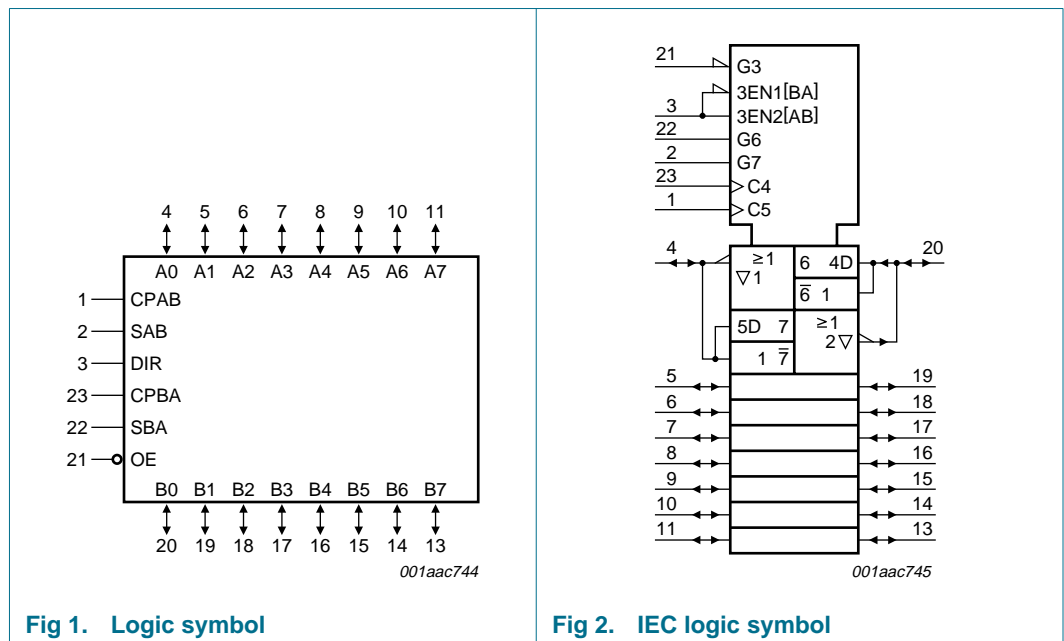 4 5 6 7 8 9 10 11
A0 A1 A2 A3 A4 A5 A6 A7
1 CPAB
2 SAB
3 DIR
23 CPBA
22 SBA
21 OE
B0 B1 B2 B3 B4 B5 B6 B7
20 19 18 17 16 15 14 13
001aac744
Fig 1. Logic symbol
21 G3
3EN1[BA]
3 3EN2[AB]
22 G6
2 G7
23 C4
1 C5
4 ≥1 6 4D 20
▽1 6̅ 1
5D 7 ≥1
2▽
1 7̅
5 19
6 18
7 17
8 16
9 15
10 14
11 13
001aac745
Fig 2. IEC logic symbol